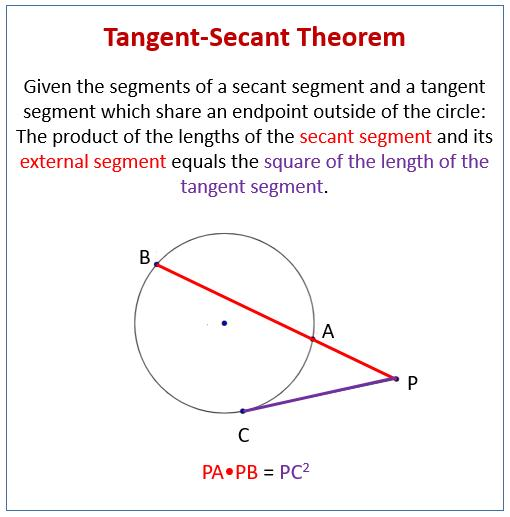 Tangent-Secant Theorem
Given the segments of a secant segment and a tangent
segment which share an endpoint outside of the circle:
The product of the lengths of the secant segment and its
external segment equals the square of the length of the
tangent segment.
B
A
P
C
PA•PB = PC²